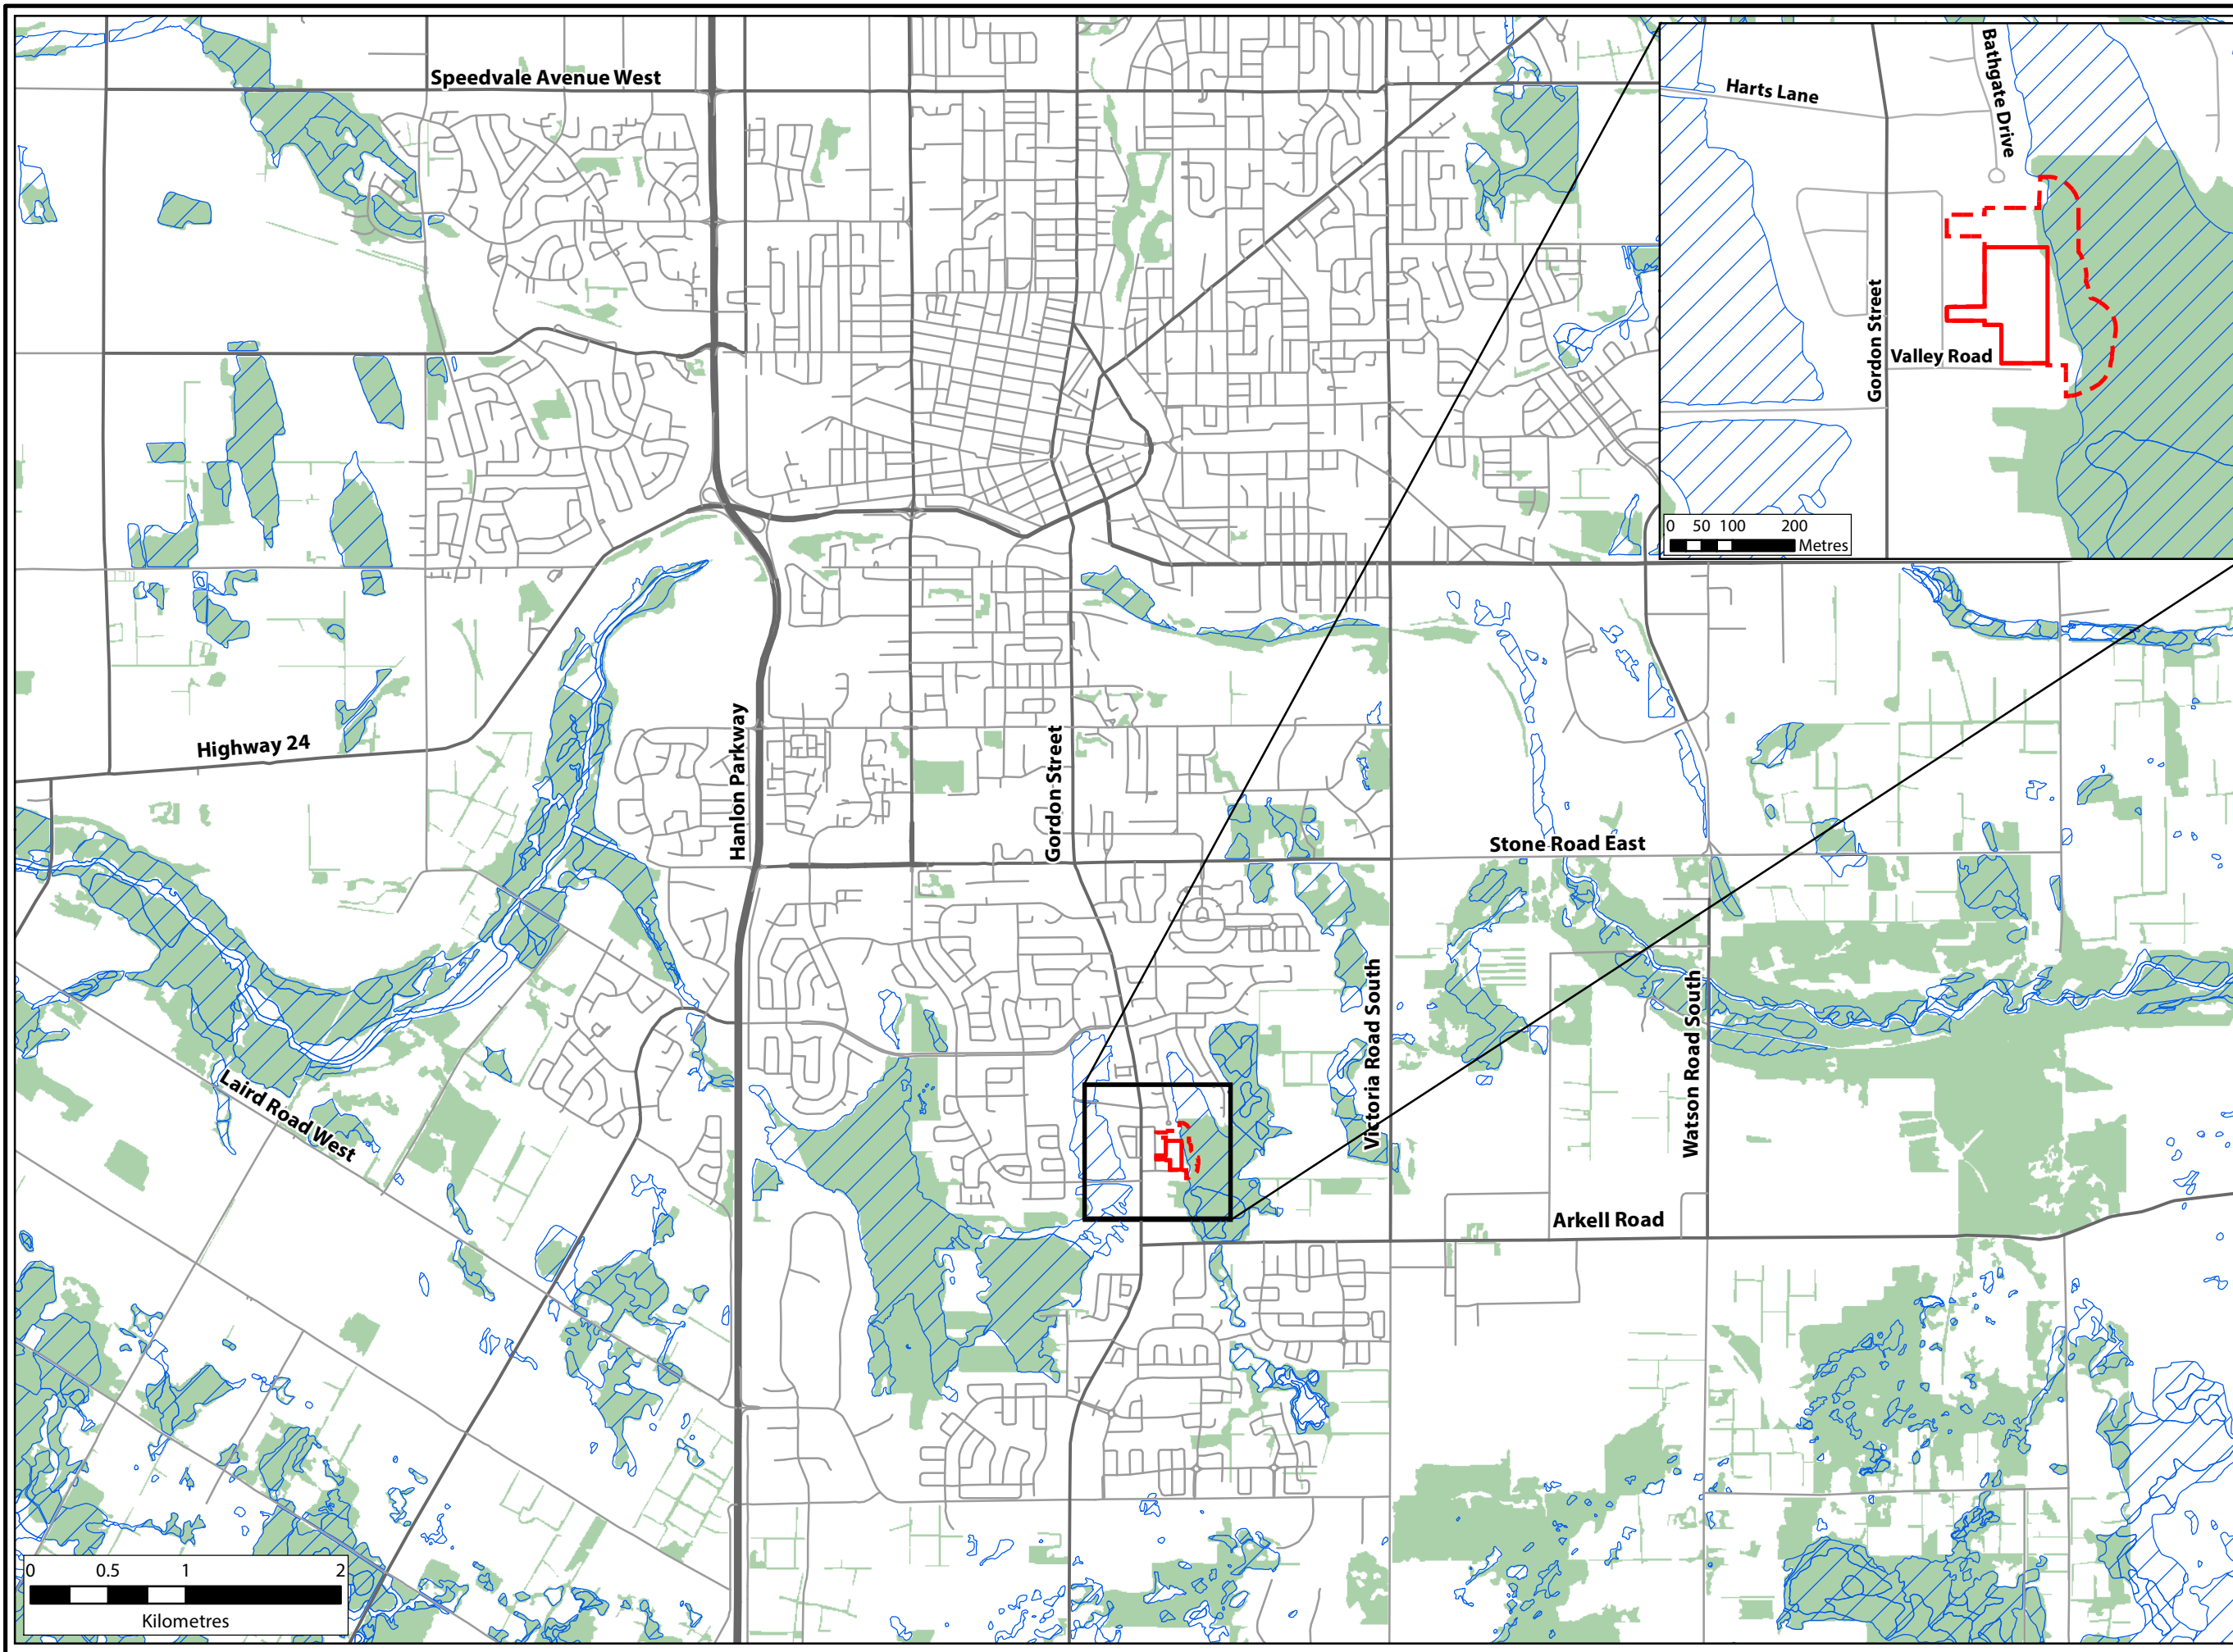 Speedvale Avenue West
Harts Lane
Bathgate Drive
Gordon Street
Valley Road
0 50 100 200
Metres
Highway 24
Hanlon Parkway
Gordon Street
Stone Road East
Victoria Road South
Watson Road South
Laird Road West
Arkell Road
0 0.5 1 2
Kilometres